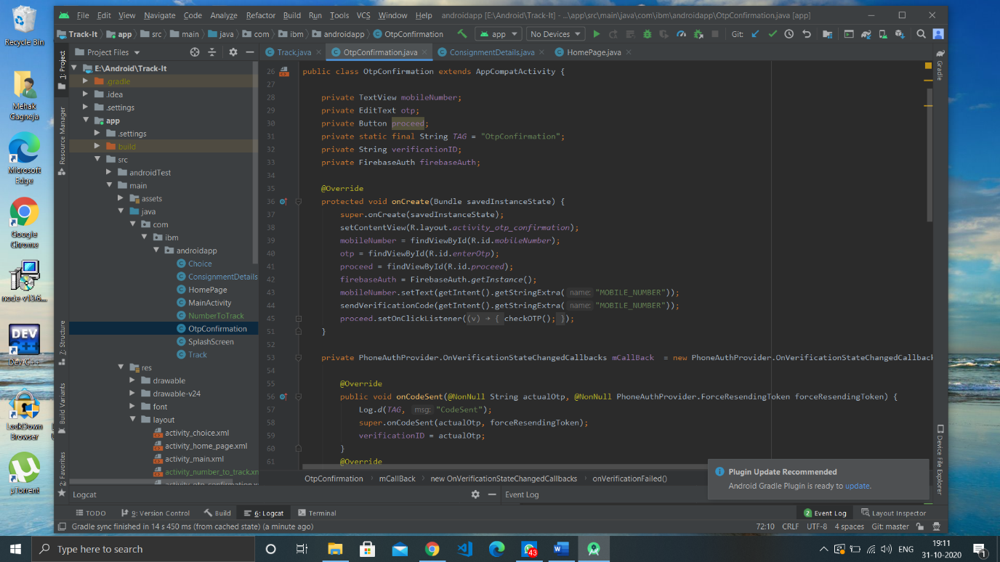 Recycle Bin
Mehak
Gagneja
Microsoft
Edge
Google
Chrome
node-v13.6....
Dev-C++
LockDown
Browser
µTorrent
File Edit View Navigate Code Analyze Refactor Build Run Tools VCS Window Help androidapp [E:\Android\Track-It] - ...\app\src\main\java\com\ibm\androidapp\OtpConfirmation.java [app]
Track-It app src main java com ibm androidapp OtpConfirmation app No Devices Git:
1: Project
Resource Manager
Z: Structure
Build Variants
2: Favorites
Project Files
E:\Android\Track-It
.gradle
.idea
.settings
app
.settings
build
src
androidTest
main
assets
java
com
ibm
androidapp
Choice
ConsignmentDetails
HomePage
MainActivity
NumberToTrack
OtpConfirmation
SplashScreen
Track
res
drawable
drawable-v24
font
layout
activity_choice.xml
activity_home_page.xml
activity_main.xml
activity_number_to_track.xm
activity_otp_confirmation.x
Track.java OtpConfirmation.java ConsignmentDetails.java HomePage.java
26 public class OtpConfirmation extends AppCompatActivity {
27
28 private TextView mobileNumber;
29 private EditText otp;
30 private Button proceed;
31 private static final String TAG = "OtpConfirmation";
32 private String verificationID;
33 private FirebaseAuth firebaseAuth;
34
35 @Override
36 protected void onCreate(Bundle savedInstanceState) {
37 super.onCreate(savedInstanceState);
38 setContentView(R.layout.activity_otp_confirmation);
39 mobileNumber = findViewById(R.id.mobileNumber);
40 otp = findViewById(R.id.enterOtp);
41 proceed = findViewById(R.id.proceed);
42 firebaseAuth = FirebaseAuth.getInstance();
43 mobileNumber.setText(getIntent().getStringExtra( name: "MOBILE_NUMBER"));
44 sendVerificationCode(getIntent().getStringExtra( name: "MOBILE_NUMBER"));
45 proceed.setOnClickListener((v) → { checkOTP(); });
51 }
52
53 private PhoneAuthProvider.OnVerificationStateChangedCallbacks mCallBack = new PhoneAuthProvider.OnVerificationStateChangedCallback
54
55 @Override
56 public void onCodeSent(@NonNull String actualOtp, @NonNull PhoneAuthProvider.ForceResendingToken forceResendingToken) {
57 Log.d(TAG, msg: "CodeSent");
58 super.onCodeSent(actualOtp, forceResendingToken);
59 verificationID = actualOtp;
60 }
61 @Override
OtpConfirmation mCallBack new OnVerificationStateChangedCallbacks onVerificationFailed()
Gradle
Device File Explorer
Plugin Update Recommended
Android Gradle Plugin is ready to update.
Logcat Event Log
TODO 9: Version Control Build 6: Logcat Terminal 2 Event Log Layout Inspector
Gradle sync finished in 14 s 450 ms (from cached state) (a minute ago) 72:10 CRLF UTF-8 4 spaces Git: master
Type here to search 43 ENG 19:11
31-10-2020 1